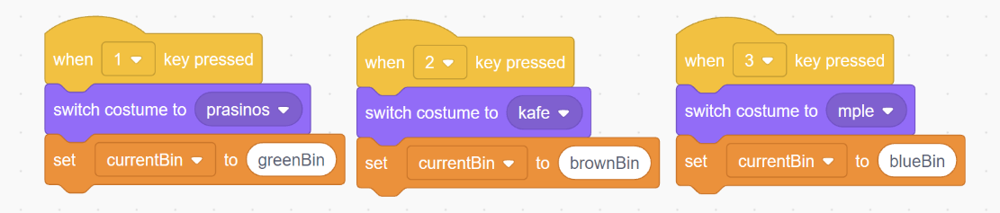 when 1 key pressed
switch costume to prasinos
set currentBin to greenBin
when 2 key pressed
switch costume to kafe
set currentBin to brownBin
when 3 key pressed
switch costume to mple
set currentBin to blueBin